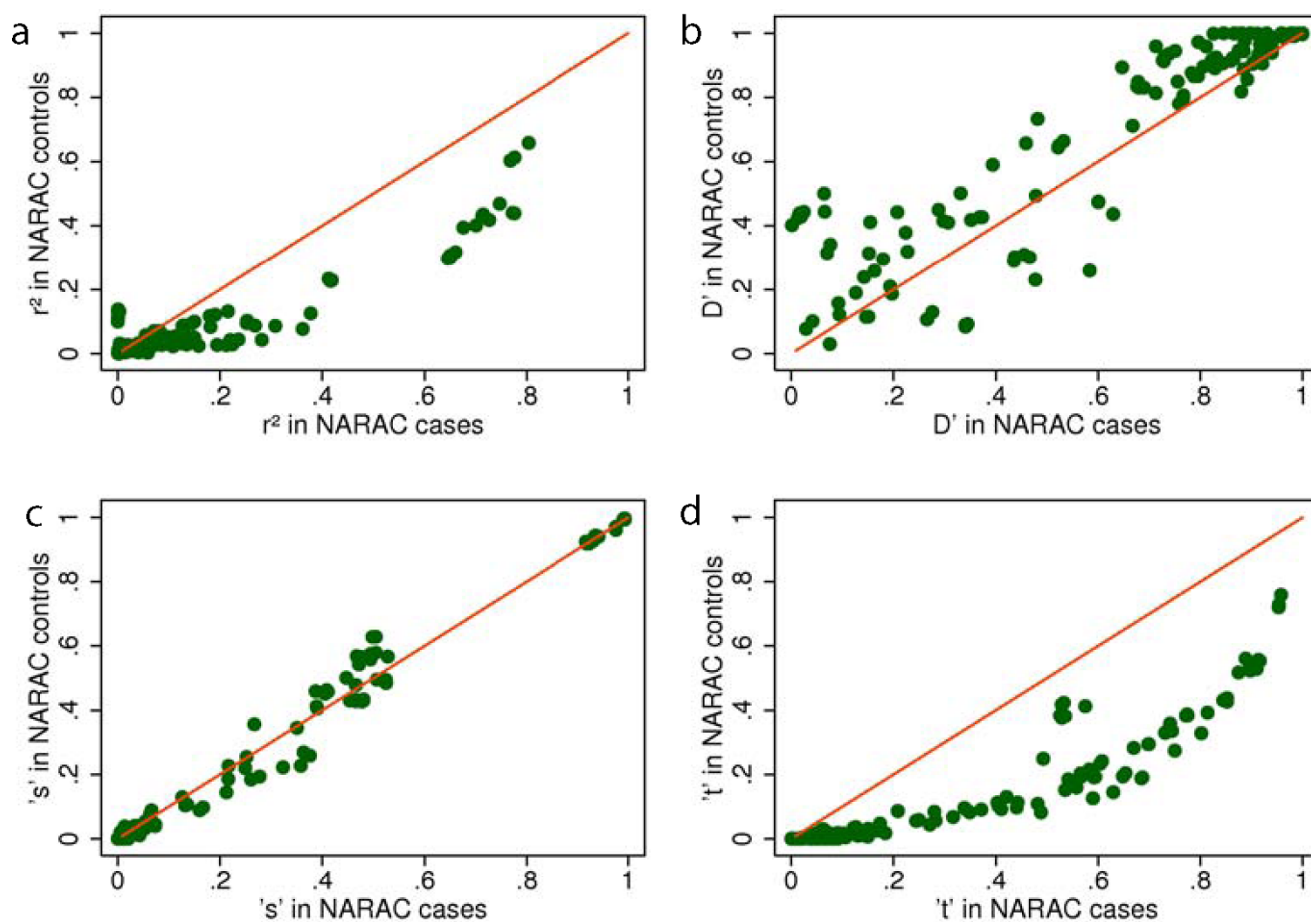 a
1
.8
.6
.4
.2
0
r² in NARAC controls
0 .2 .4 .6 .8 1
r² in NARAC cases
b
1
.8
.6
.4
.2
0
D' in NARAC controls
0 .2 .4 .6 .8 1
D' in NARAC cases
c
1
.8
.6
.4
.2
0
's' in NARAC controls
0 .2 .4 .6 .8 1
's' in NARAC cases
d
1
.8
.6
.4
.2
0
't' in NARAC controls
0 .2 .4 .6 .8 1
't' in NARAC cases